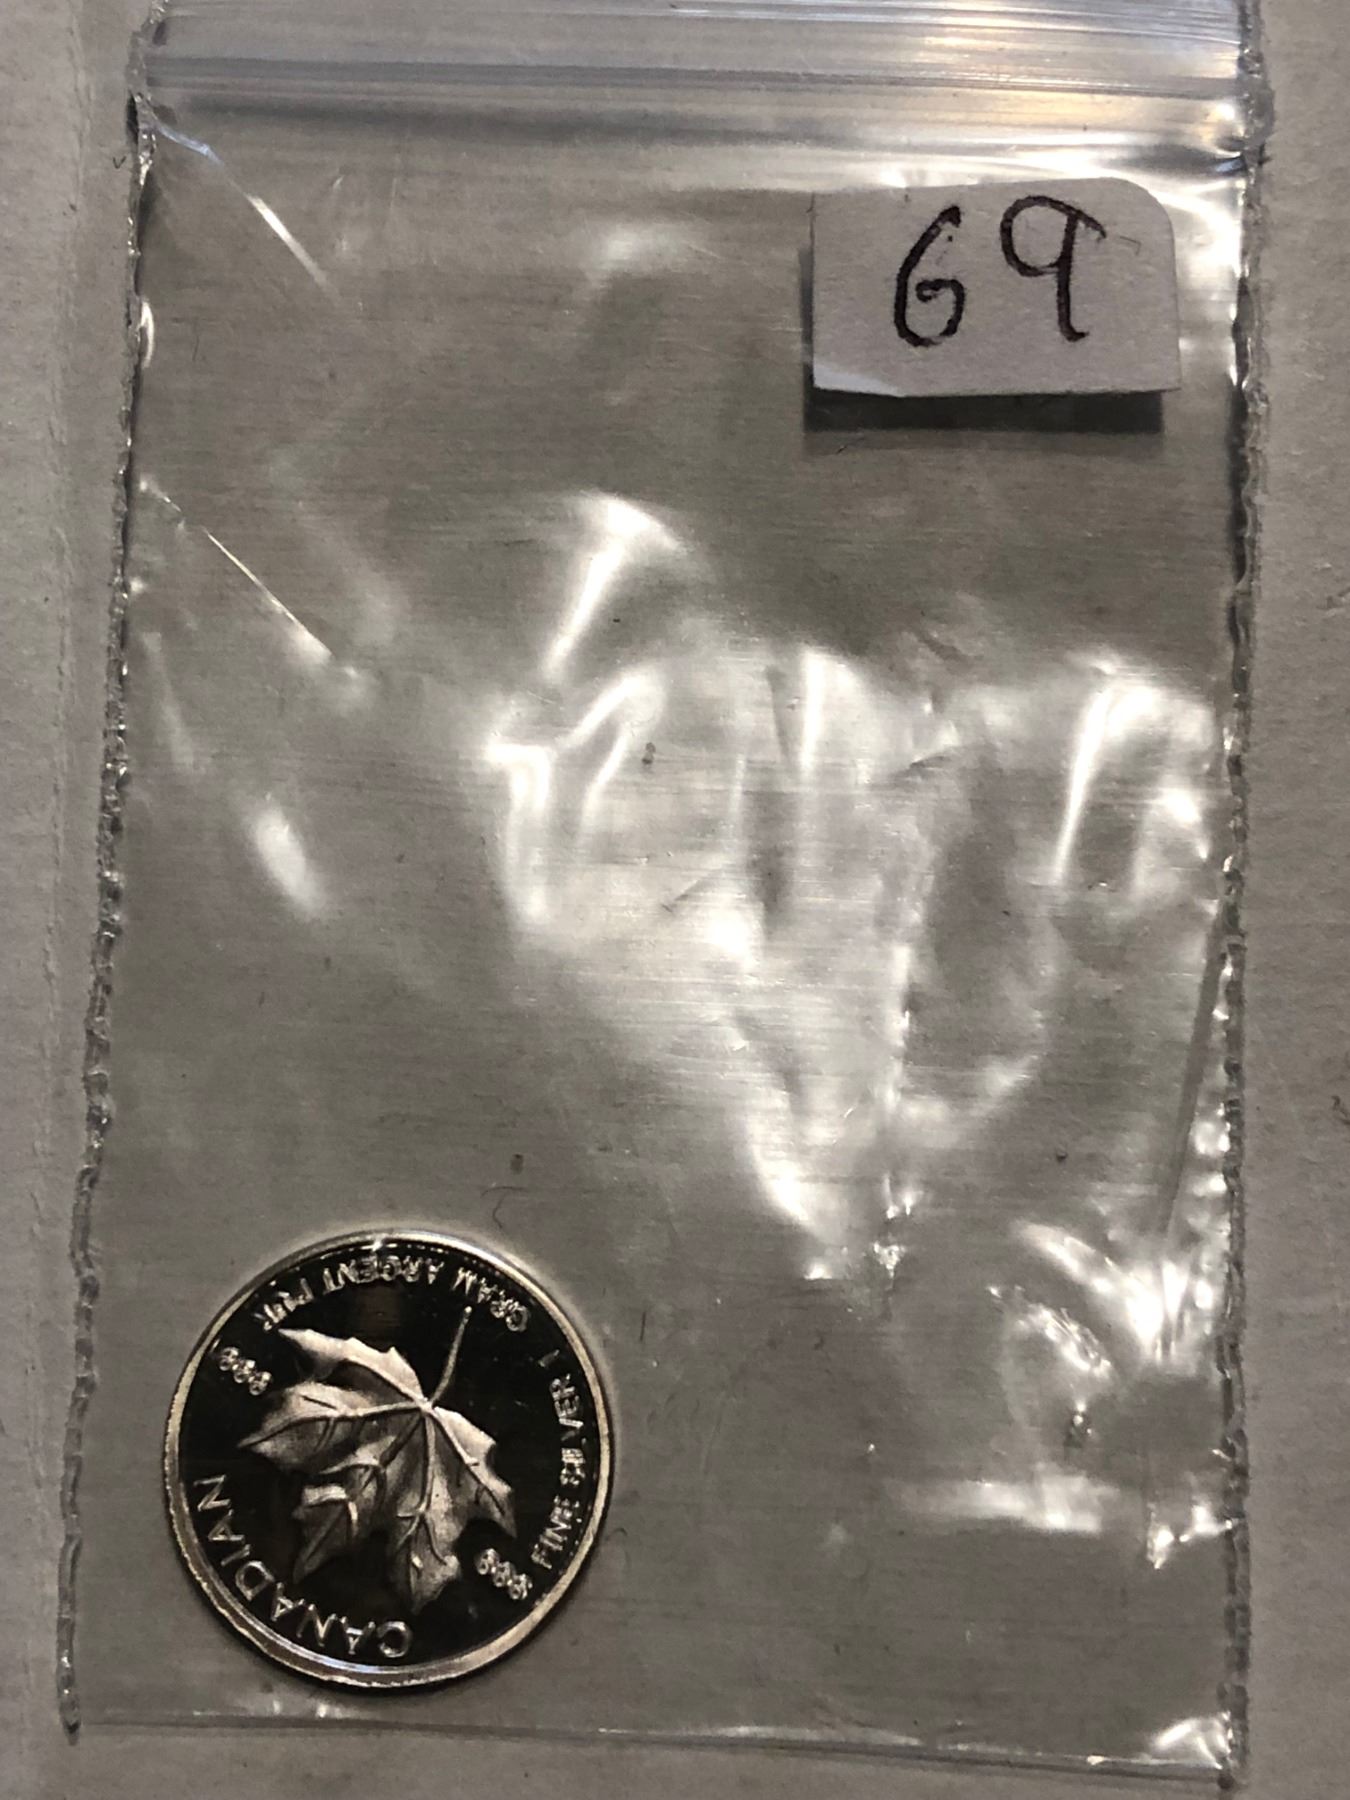 69
CANADIAN
999 FINE SILVER 1 GRAM ARGENT PUR 999